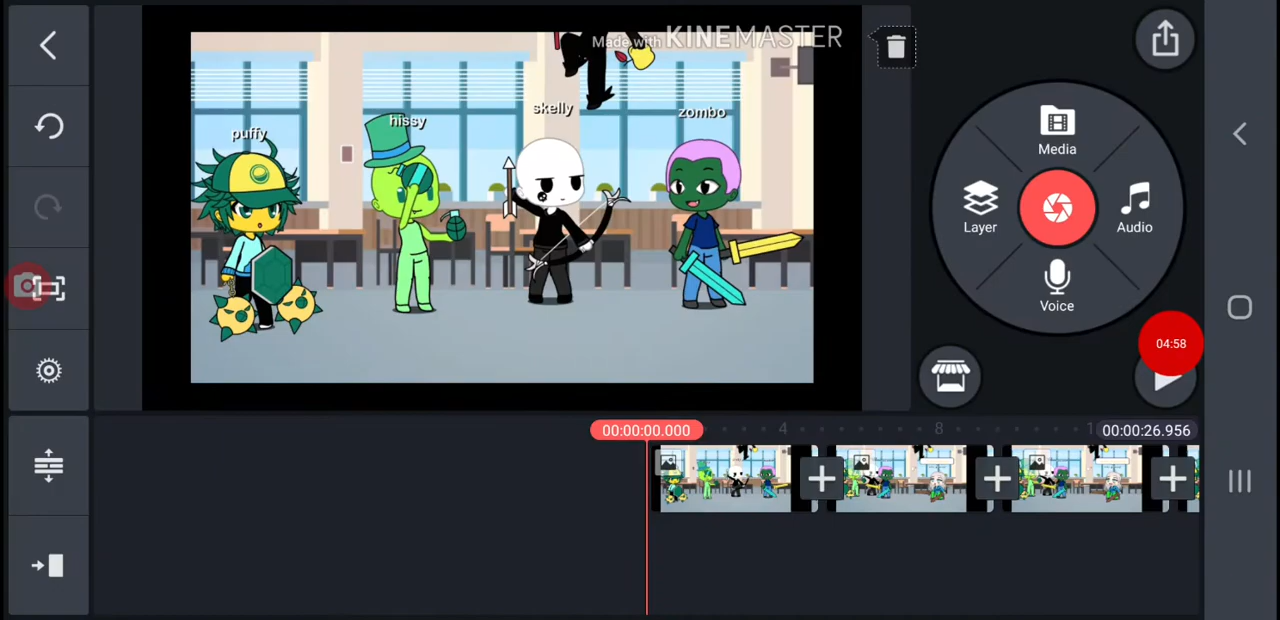 Made with KINEMASTER
puffy
hissy
skelly
zombo
Media
Layer
Audio
Voice
04:58
00:00:00.000
4
8
1
00:00:26.956